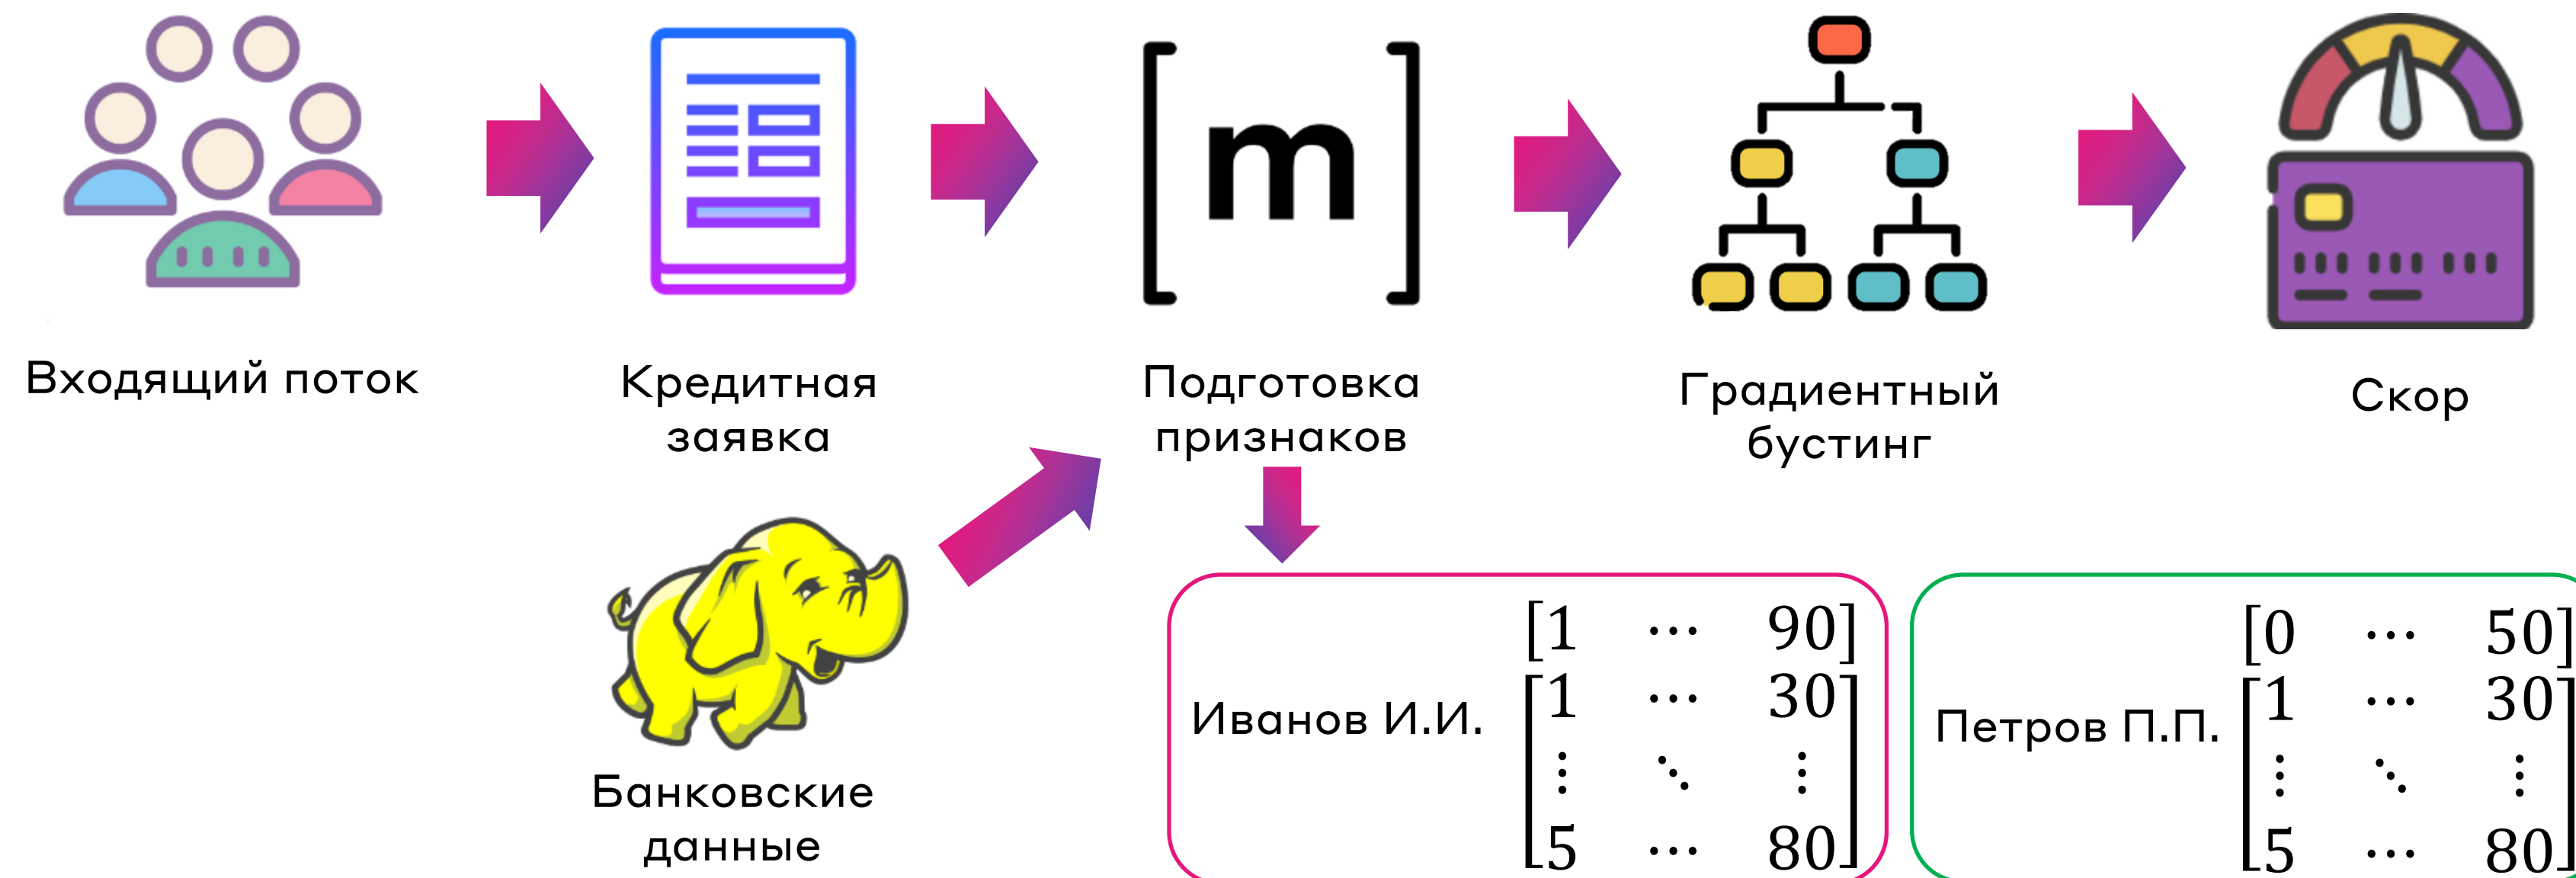 m
Входящий поток
Кредитная
заявка
Подготовка
признаков
Градиентный
бустинг
Скор
Банковские
данные
Иванов И.И.
[1 ⋯ 90]
[1 ⋯ 30
⋮ ⋱ ⋮
5 ⋯ 80]
Петров П.П.
[0 ⋯ 50]
[1 ⋯ 30
⋮ ⋱ ⋮
5 ⋯ 80]